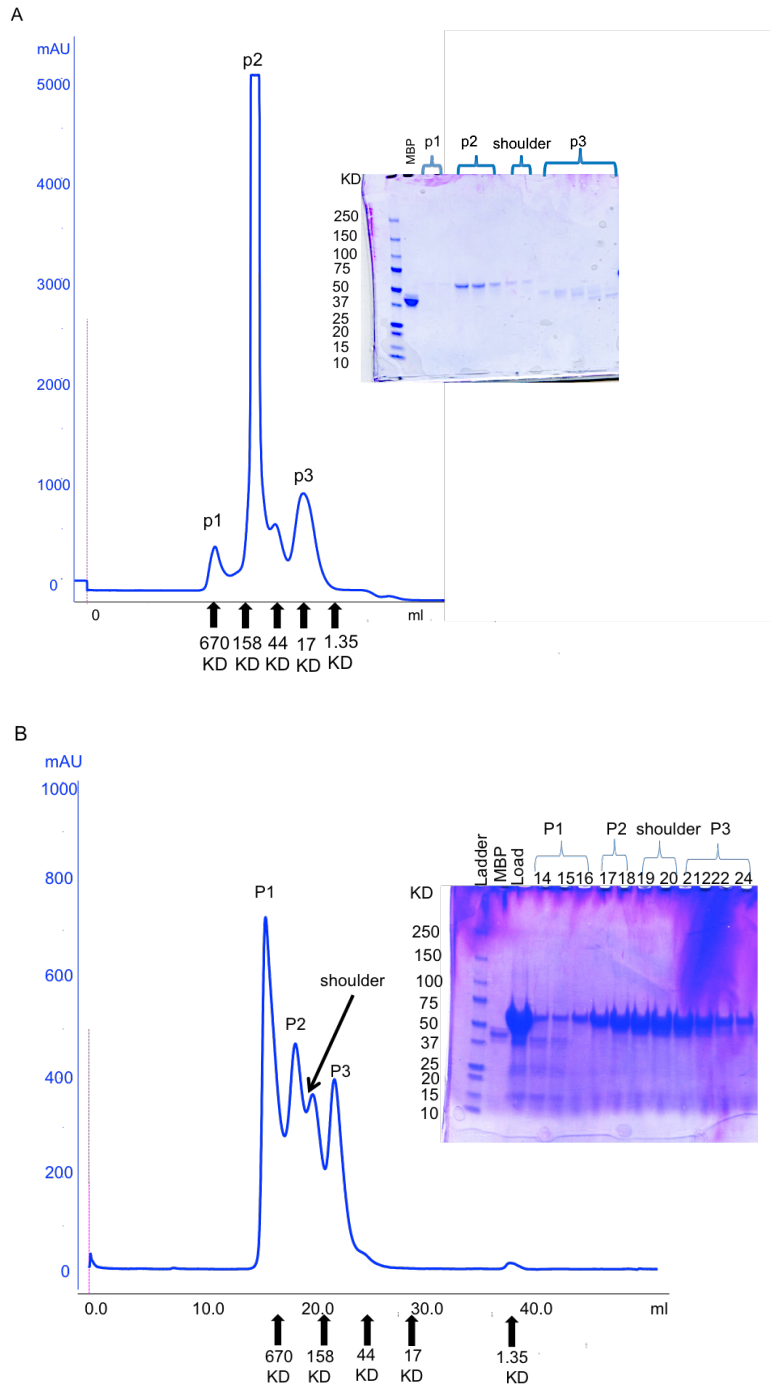 A
mAU
p2
5000
4000
3000
2000
1000
0
p1
p3
0
ml
670 KD
158 KD
44 KD
17 KD
1.35 KD
MBP
p1
p2
shoulder
p3
KD
250
150
100
75
50
37
25
20
15
10
B
mAU
1000
800
600
400
200
0
P1
P2
shoulder
P3
0.0
10.0
20.0
30.0
40.0
ml
670 KD
158 KD
44 KD
17 KD
1.35 KD
Ladder
MBP
Load
P1
P2
shoulder
P3
14
15
16
17
18
19
20
2122224
KD
250
150
100
75
50
37
25
20
15
10